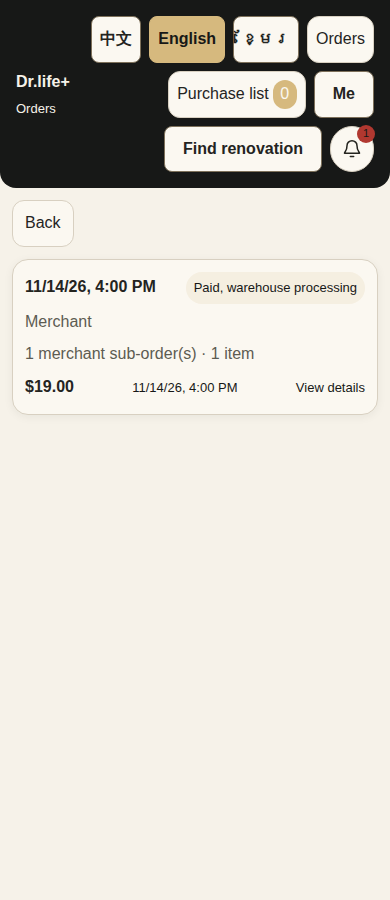 中文
English
ខ្មែរ
Orders
Dr.life+
Orders
Purchase list 0
Me
Find renovation
1
Back
11/14/26, 4:00 PM
Paid, warehouse processing
Merchant
1 merchant sub-order(s) · 1 item
$19.00
11/14/26, 4:00 PM
View details